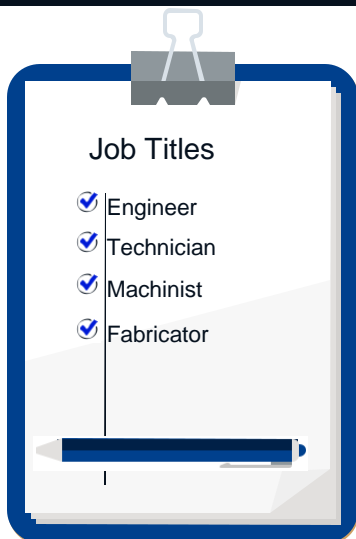 Job Titles
Engineer
Technician
Machinist
Fabricator